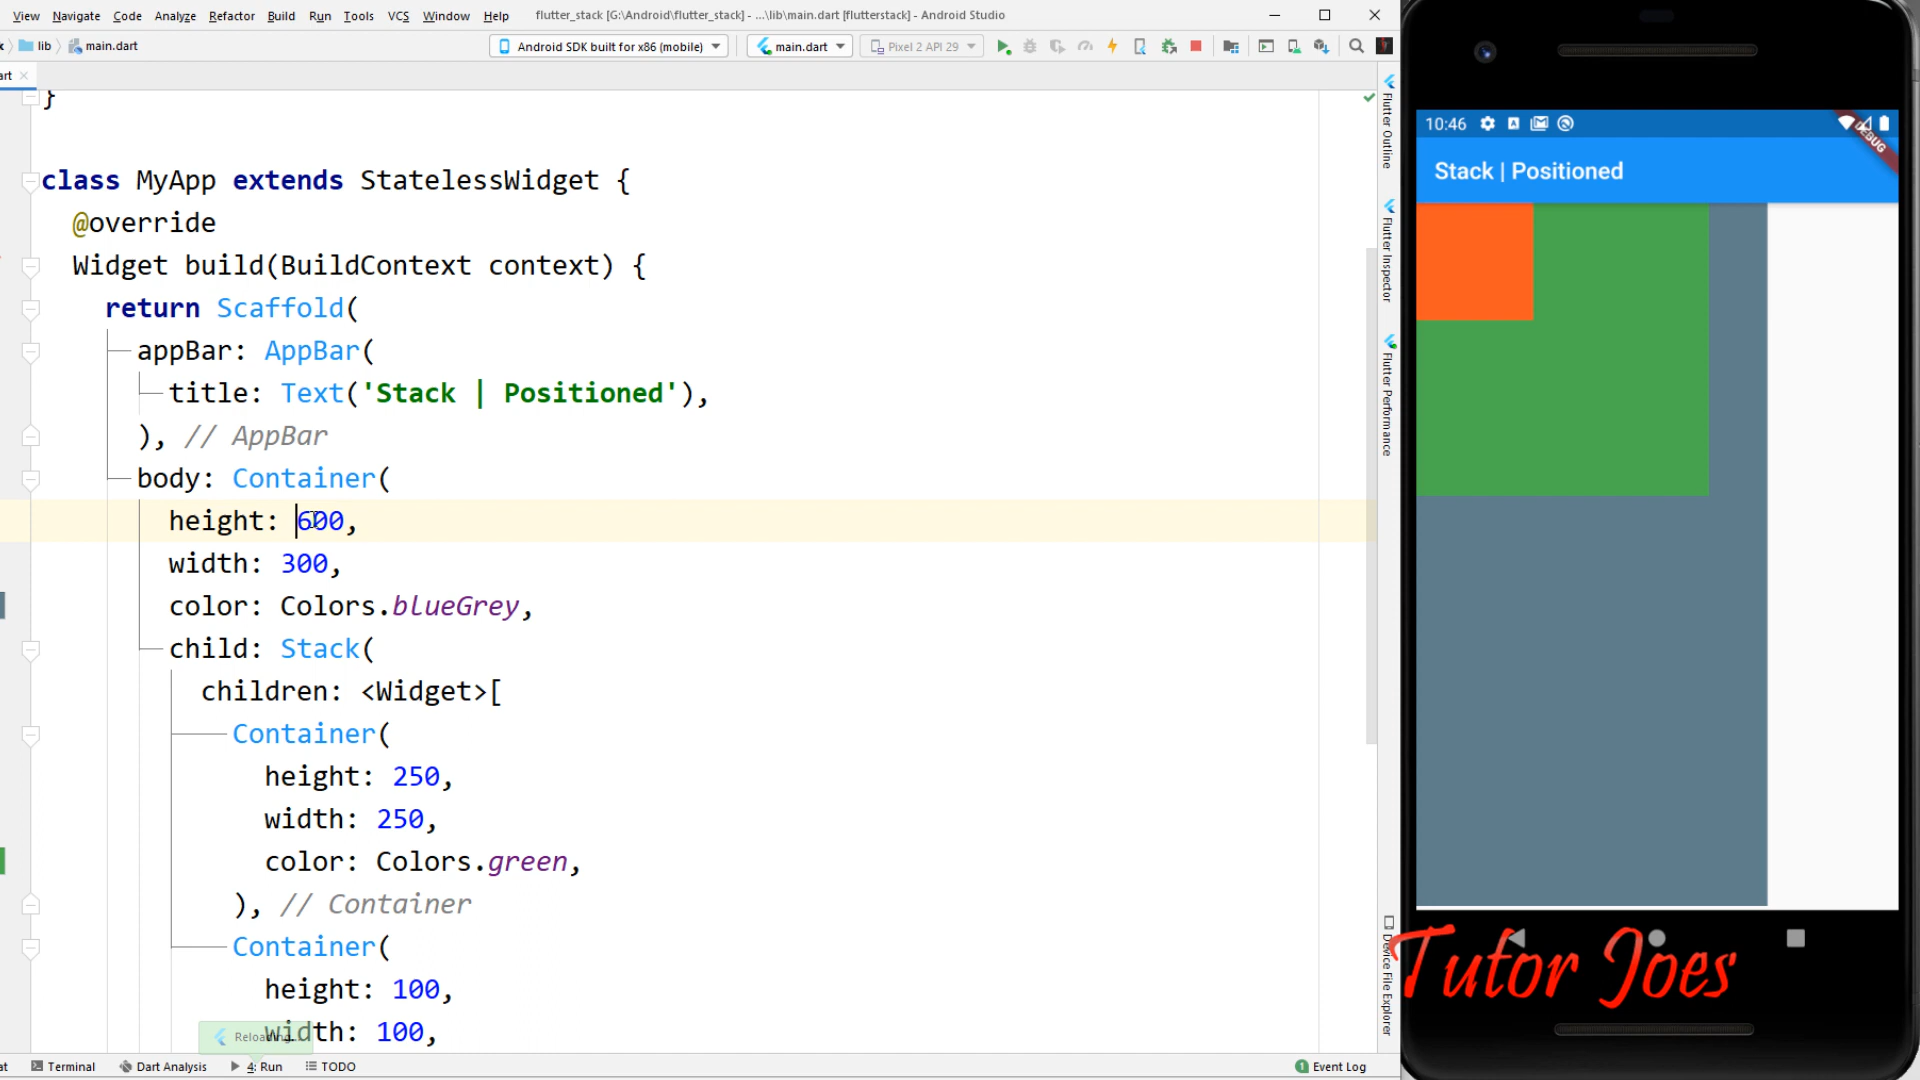 View Navigate Code Analyze Refactor Build Run Tools VCS Window Help flutter_stack [G:\Android\flutter_stack] - ...\lib\main.dart [flutterstack] - Android Studio
lib main.dart Android SDK built for x86 (mobile) main.dart Pixel 2 API 29
}
class MyApp extends StatelessWidget {
@override
Widget build(BuildContext context) {
return Scaffold(
appBar: AppBar(
title: Text('Stack | Positioned'),
), // AppBar
body: Container(
height: 600,
width: 300,
color: Colors.blueGrey,
child: Stack(
children: <Widget>[
Container(
height: 250,
width: 250,
color: Colors.green,
), // Container
Container(
height: 100,
width: 100,
Reloading...
Terminal Dart Analysis 4: Run TODO 1 Event Log
Flutter Outline
Flutter Inspector
Flutter Performance
Device File Explorer
10:46
DEBUG
Stack | Positioned
Tutor Joes